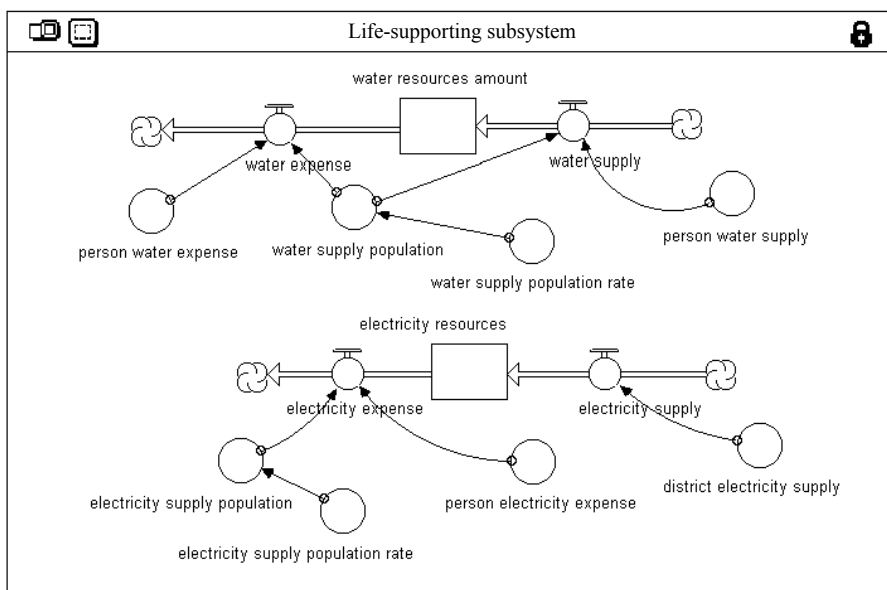 Life-supporting subsystem
water resources amount
water expense
water supply
person water expense
water supply population
person water supply
water supply population rate
electricity resources
electricity expense
electricity supply
electricity supply population
person electricity expense
district electricity supply
electricity supply population rate